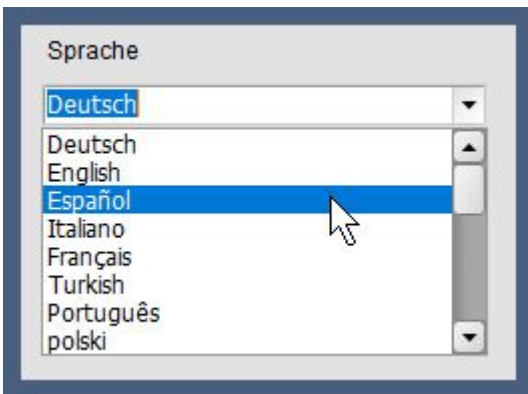 Sprache
Deutsch
Deutsch
English
Español
Italiano
Français
Turkish
Português
polski